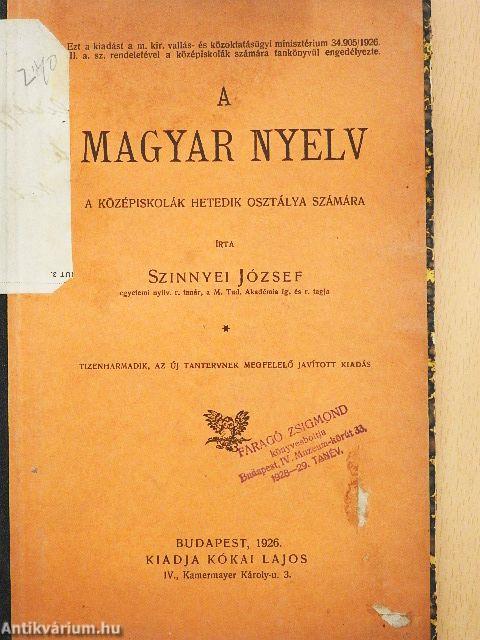 Ezt a kiadást a m. kir. vallás- és közoktatásügyi minisztérium 34.905/1926.
II. a. sz. rendeletével a középiskolák számára tankönyvül engedélyezte.
240
A
MAGYAR NYELV
A KÖZÉPISKOLÁK HETEDIK OSZTÁLYA SZÁMÁRA
ÍRTA
SZINNYEI JÓZSEF
egyetemi nyilv. r. tanár, a M. Tud. Akadémia ig. és r. tagja
*
TIZENHARMADIK, AZ ÚJ TANTERVNEK MEGFELELŐ JAVÍTOTT KIADÁS
FARAGÓ ZSIGMOND
könyvesboltja
Budapest, IV. Muzeum-körút 33.
1928-29. TANÉV.
BUDAPEST, 1926.
KIADJA KÓKAI LAJOS
IV., Kamermayer Károly-u. 3.
Antikvárium.hu